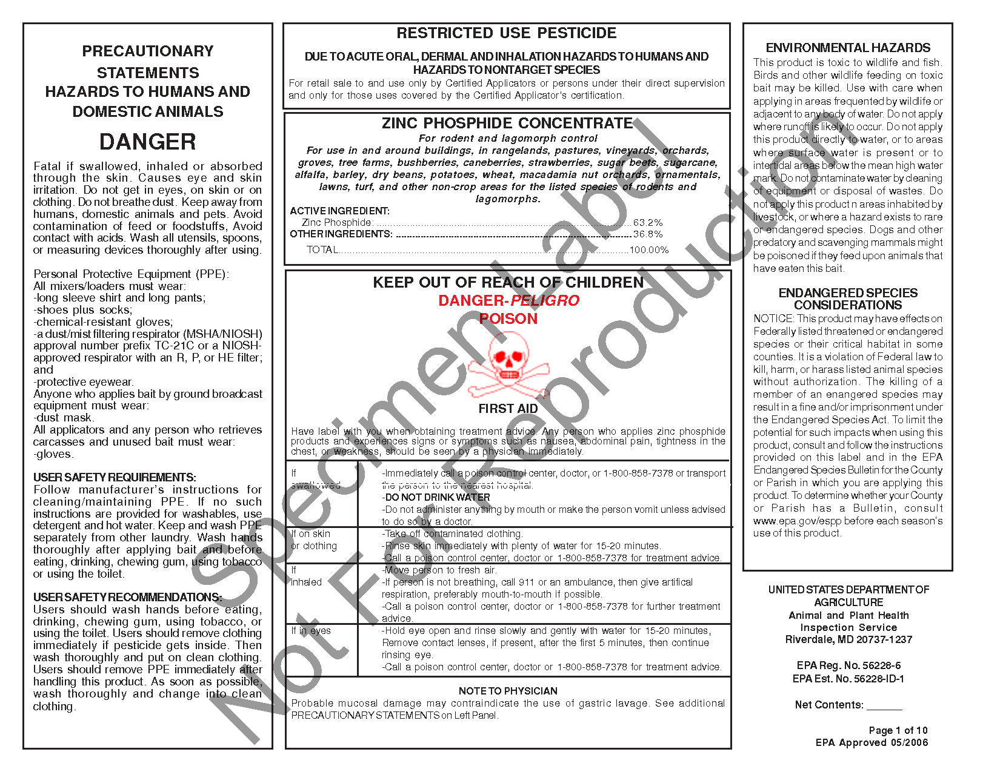 PRECAUTIONARY
STATEMENTS
HAZARDS TO HUMANS AND
DOMESTIC ANIMALS
DANGER
Fatal if swallowed, inhaled or absorbed
through the skin. Causes eye and skin
irritation. Do not get in eyes, on skin or on
clothing. Do not breathe dust. Keep away from
humans, domestic animals and pets. Avoid
contamination of feed or foodstuffs, Avoid
contact with acids. Wash all utensils, spoons,
or measuring devices thoroughly after using.
Personal Protective Equipment (PPE):
All mixers/loaders must wear:
-long sleeve shirt and long pants;
-shoes plus socks;
-chemical-resistant gloves;
-a dust/mist filtering respirator (MSHA/NIOSH)
approval number prefix TC-21C or a NIOSH-
approved respirator with an R, P, or HE filter;
and
-protective eyewear.
Anyone who applies bait by ground broadcast
equipment must wear:
-dust mask.
All applicators and any person who retrieves
carcasses and unused bait must wear:
-gloves.
USER SAFETY REQUIREMENTS:
Follow manufacturer's instructions for
cleaning/maintaining PPE. If no such
instructions are provided for washables, use
detergent and hot water. Keep and wash PPE
separately from other laundry. Wash hands
thoroughly after applying bait and before
eating, drinking, chewing gum, using tobacco
or using the toilet.
USER SAFETY RECOMMENDATIONS:
Users should wash hands before eating,
drinking, chewing gum, using tobacco, or
using the toilet. Users should remove clothing
immediately if pesticide gets inside. Then
wash thoroughly and put on clean clothing.
Users should remove PPE immediately after
handling this product. As soon as possible,
wash thoroughly and change into clean
clothing.
RESTRICTED USE PESTICIDE
DUE TO ACUTE ORAL, DERMAL AND INHALATION HAZARDS TO HUMANS AND
HAZARDS TO NONTARGET SPECIES
For retail sale to and use only by Certified Applicators or persons under their direct supervision
and only for those uses covered by the Certified Applicator's certification.
ZINC PHOSPHIDE CONCENTRATE
For rodent and lagomorph control
For use in and around buildings, in rangelands, pastures, vineyards, orchards,
groves, tree farms, bushberries, caneberries, strawberries, sugar beets, sugarcane,
alfalfa, barley, dry beans, potatoes, wheat, macadamia nut orchards, ornamentals,
lawns, turf, and other non-crop areas for the listed species of rodents and
lagomorphs.
ACTIVE INGREDIENT:
Zinc Phosphide: ........ 63.2%
OTHER INGREDIENTS: ........ 36.8%
TOTAL........ 100.00%
KEEP OUT OF REACH OF CHILDREN
DANGER-PELIGRO
POISON
FIRST AID
Have label with you when obtaining treatment advice. Any person who applies zinc phosphide
products and experiences signs or symptoms such as nausea, abdominal pain, tightness in the
chest, or weakness, should be seen by a physician immediately.
If swallowed
-Immediately call a poison control center, doctor, or 1-800-858-7378 or transport
the person to the nearest hospital.
-DO NOT DRINK WATER
-Do not administer anything by mouth or make the person vomit unless advised
to do so by a doctor.
If on skin or clothing
-Take off contaminated clothing.
-Rinse skin immediately with plenty of water for 15-20 minutes.
-Call a poison control center, doctor or 1-800-858-7378 for treatment advice.
If inhaled
-Move person to fresh air.
-If person is not breathing, call 911 or an ambulance, then give artifical
respiration, preferably mouth-to-mouth if possible.
-Call a poison control center, doctor or 1-800-858-7378 for further treatment
advice.
If in eyes
-Hold eye open and rinse slowly and gently with water for 15-20 minutes,
Remove contact lenses, if present, after the first 5 minutes, then continue
rinsing eye.
-Call a poison control center, doctor or 1-800-858-7378 for treatment advice.
NOTE TO PHYSICIAN
Probable mucosal damage may contraindicate the use of gastric lavage. See additional
PRECAUTIONARY STATEMENTS on Left Panel.
ENVIRONMENTAL HAZARDS
This product is toxic to wildlife and fish.
Birds and other wildlife feeding on toxic
bait may be killed. Use with care when
applying in areas frequented by wildlife or
adjacent to any body of water. Do not apply
where runoff is likely to occur. Do not apply
this product directly to water, or to areas
where surface water is present or to
intertidal areas below the mean high water
mark. Do not contaminate water by cleaning
of equipment or disposal of wastes. Do
not apply this product n areas inhabited by
livestock, or where a hazard exists to rare
or endangered species. Dogs and other
predatory and scavenging mammals might
be poisoned if they feed upon animals that
have eaten this bait.
ENDANGERED SPECIES
CONSIDERATIONS
NOTICE: This product may have effects on
Federally listed threatened or endangered
species or their critical habitat in some
counties. It is a violation of Federal law to
kill, harm, or harass listed animal species
without authorization. The killing of a
member of an enangered species may
result in a fine and/or imprisonment under
the Endangered Species Act. To limit the
potential for such impacts when using this
product, consult and follow the instructions
provided on this label and in the EPA
Endangered Species Bulletin for the County
or Parish in which you are applying this
product. To determine whether your County
or Parish has a Bulletin, consult
www.epa.gov/espp before each season's
use of this product.
UNITED STATES DEPARTMENT OF
AGRICULTURE
Animal and Plant Health
Inspection Service
Riverdale, MD 20737-1237
EPA Reg. No. 56228-6
EPA Est. No. 56228-ID-1
Net Contents: ______
Page 1 of 10
EPA Approved 05/2006
Specimen Label
Not For Reproduction